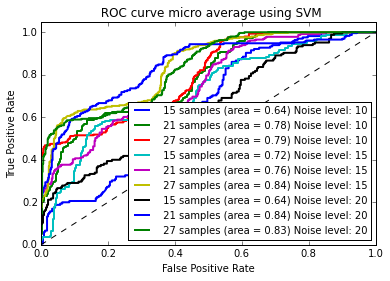 ROC curve micro average using SVM
1.0
0.8
0.6
0.4
0.2
0.0
True Positive Rate
15 samples (area = 0.64) Noise level: 10
21 samples (area = 0.78) Noise level: 10
27 samples (area = 0.79) Noise level: 10
15 samples (area = 0.72) Noise level: 15
21 samples (area = 0.76) Noise level: 15
27 samples (area = 0.84) Noise level: 15
15 samples (area = 0.64) Noise level: 20
21 samples (area = 0.84) Noise level: 20
27 samples (area = 0.83) Noise level: 20
0.0 0.2 0.4 0.6 0.8 1.0
False Positive Rate